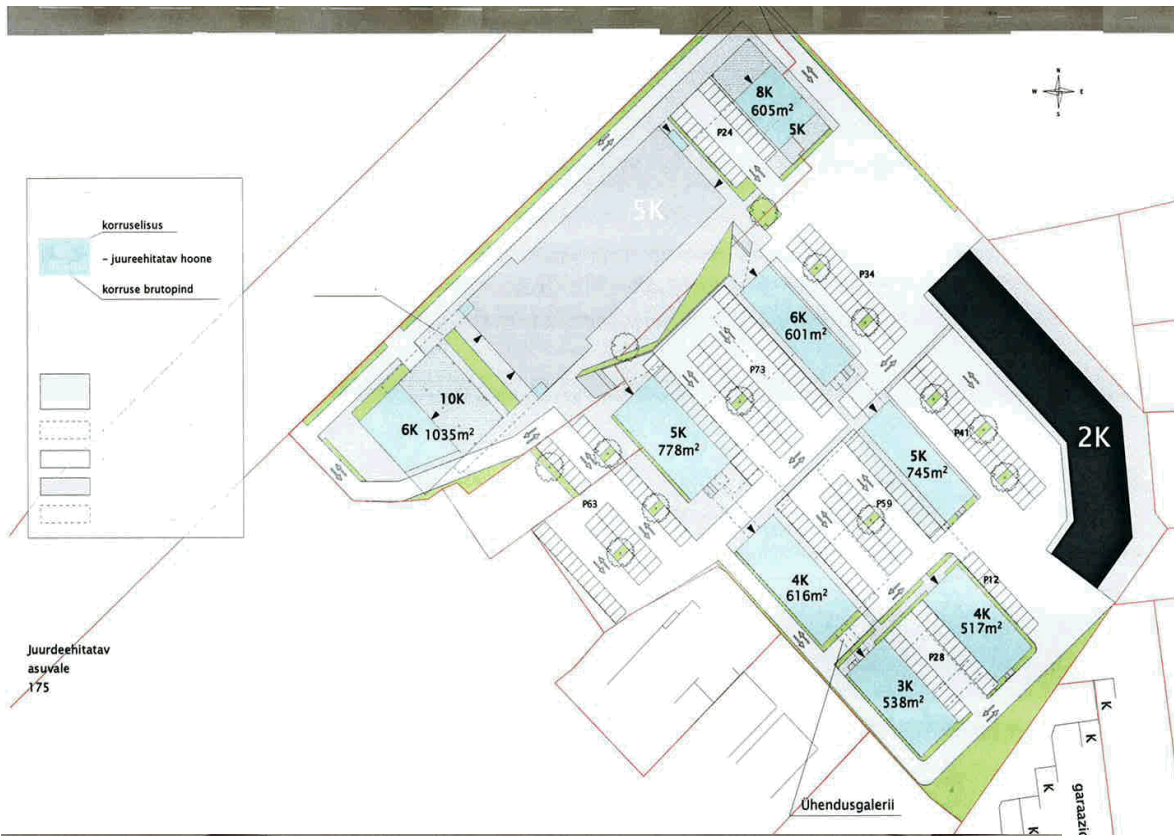 N
W E
S
8K
605m²
5K
P24
5K
korruselisus
- juureehitatav hoone
korruse brutopind
P34
6K
601m²
P73
10K
6K 1035m²
5K
778m²
2K
P41
5K
745m²
P63
P59
4K
616m²
P12
4K
517m²
P28
3K
538m²
Juurdeehitatav
asuvale
175
K
K
K
K
garaazid
Ühendusgalerii